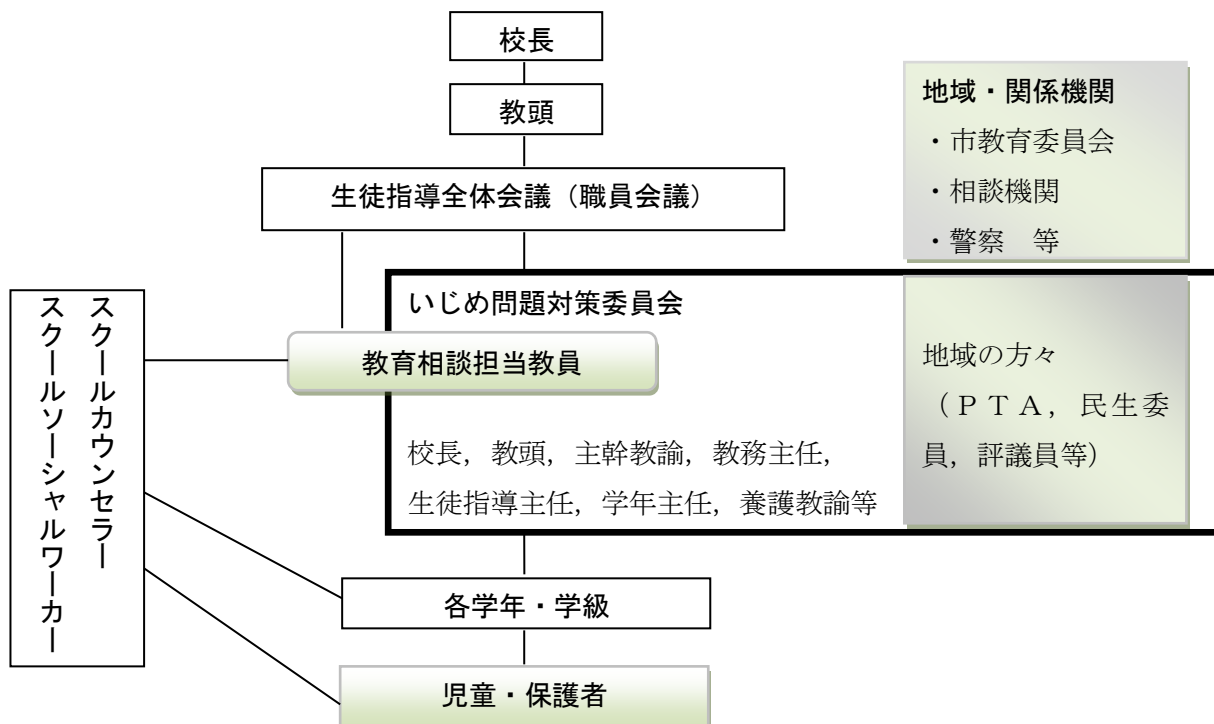 校長
教頭
生徒指導全体会議（職員会議）
地域・関係機関
・市教育委員会
・相談機関
・警察　等
スクールカウンセラー
スクールソーシャルワーカー
いじめ問題対策委員会
教育相談担当教員
校長，教頭，主幹教諭，教務主任，
生徒指導主任，学年主任，養護教諭等
地域の方々
（ＰＴＡ，民生委
員，評議員等）
各学年・学級
児童・保護者